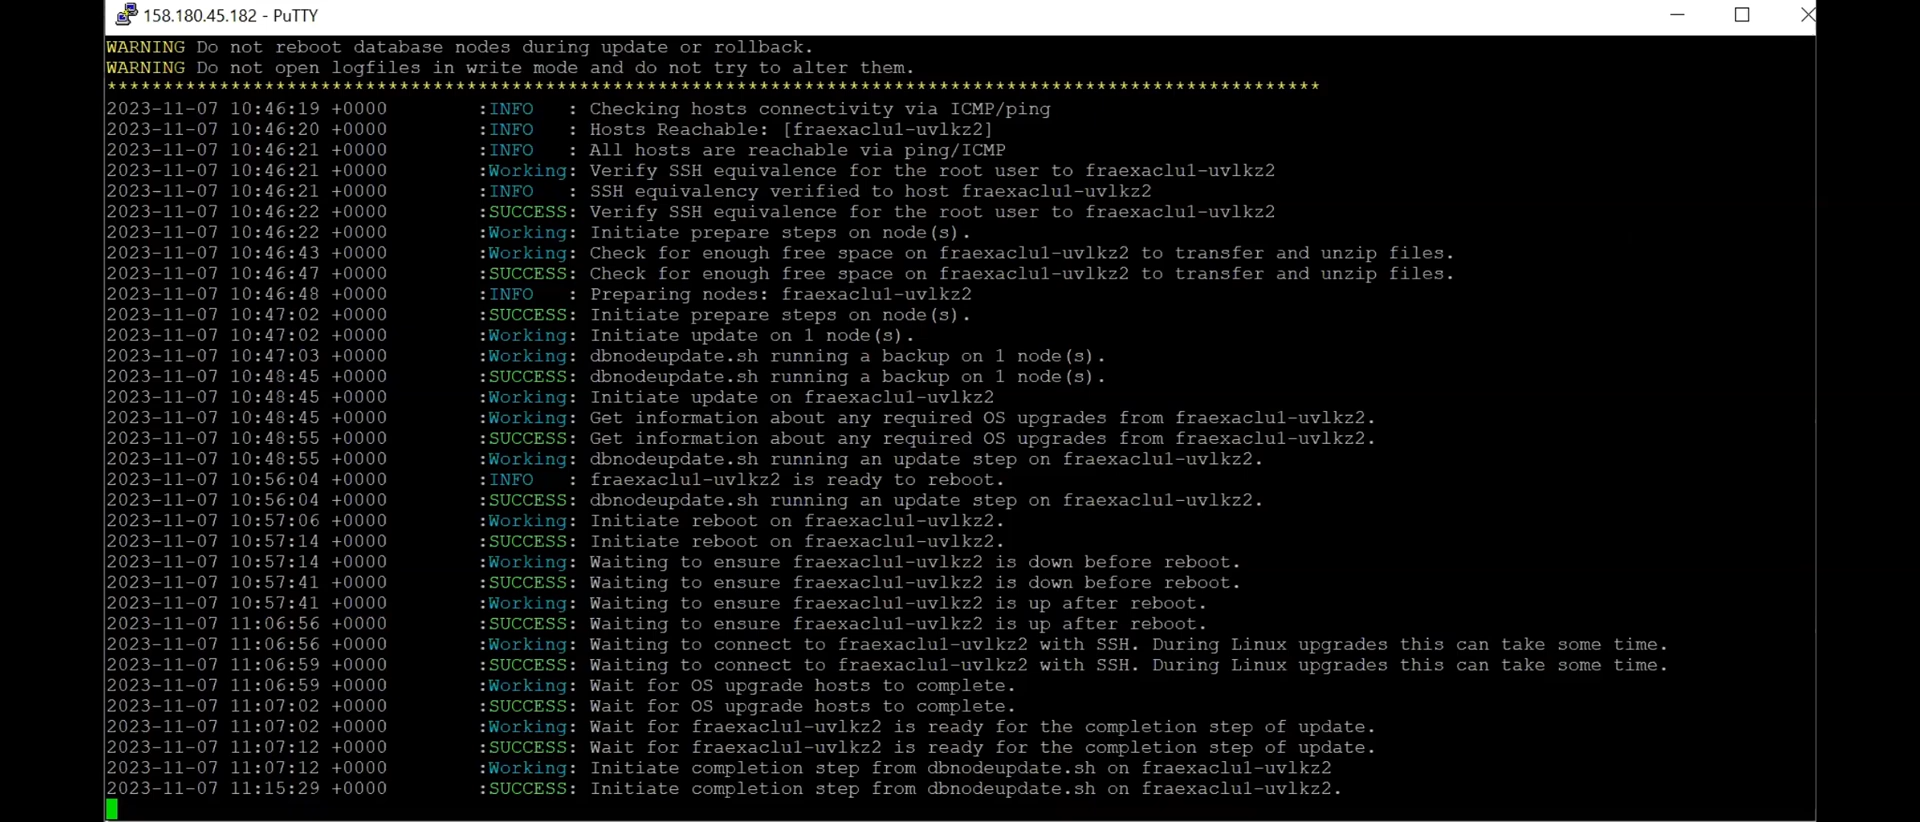 158.180.45.182 - PuTTY
WARNING Do not reboot database nodes during update or rollback.
WARNING Do not open logfiles in write mode and do not try to alter them.
************************************************************************************************************
2023-11-07 10:46:19 +0000 :INFO : Checking hosts connectivity via ICMP/ping
2023-11-07 10:46:20 +0000 :INFO : Hosts Reachable: [fraexaclu1-uvlkz2]
2023-11-07 10:46:21 +0000 :INFO : All hosts are reachable via ping/ICMP
2023-11-07 10:46:21 +0000 :Working: Verify SSH equivalence for the root user to fraexaclu1-uvlkz2
2023-11-07 10:46:21 +0000 :INFO : SSH equivalency verified to host fraexaclu1-uvlkz2
2023-11-07 10:46:22 +0000 :SUCCESS: Verify SSH equivalence for the root user to fraexaclu1-uvlkz2
2023-11-07 10:46:22 +0000 :Working: Initiate prepare steps on node(s).
2023-11-07 10:46:43 +0000 :Working: Check for enough free space on fraexaclu1-uvlkz2 to transfer and unzip files.
2023-11-07 10:46:47 +0000 :SUCCESS: Check for enough free space on fraexaclu1-uvlkz2 to transfer and unzip files.
2023-11-07 10:46:48 +0000 :INFO : Preparing nodes: fraexaclu1-uvlkz2
2023-11-07 10:47:02 +0000 :SUCCESS: Initiate prepare steps on node(s).
2023-11-07 10:47:02 +0000 :Working: Initiate update on 1 node(s).
2023-11-07 10:47:03 +0000 :Working: dbnodeupdate.sh running a backup on 1 node(s).
2023-11-07 10:48:45 +0000 :SUCCESS: dbnodeupdate.sh running a backup on 1 node(s).
2023-11-07 10:48:45 +0000 :Working: Initiate update on fraexaclu1-uvlkz2
2023-11-07 10:48:45 +0000 :Working: Get information about any required OS upgrades from fraexaclu1-uvlkz2.
2023-11-07 10:48:55 +0000 :SUCCESS: Get information about any required OS upgrades from fraexaclu1-uvlkz2.
2023-11-07 10:48:55 +0000 :Working: dbnodeupdate.sh running an update step on fraexaclu1-uvlkz2.
2023-11-07 10:56:04 +0000 :INFO : fraexaclu1-uvlkz2 is ready to reboot.
2023-11-07 10:56:04 +0000 :SUCCESS: dbnodeupdate.sh running an update step on fraexaclu1-uvlkz2.
2023-11-07 10:57:06 +0000 :Working: Initiate reboot on fraexaclu1-uvlkz2.
2023-11-07 10:57:14 +0000 :SUCCESS: Initiate reboot on fraexaclu1-uvlkz2.
2023-11-07 10:57:14 +0000 :Working: Waiting to ensure fraexaclu1-uvlkz2 is down before reboot.
2023-11-07 10:57:41 +0000 :SUCCESS: Waiting to ensure fraexaclu1-uvlkz2 is down before reboot.
2023-11-07 10:57:41 +0000 :Working: Waiting to ensure fraexaclu1-uvlkz2 is up after reboot.
2023-11-07 11:06:56 +0000 :SUCCESS: Waiting to ensure fraexaclu1-uvlkz2 is up after reboot.
2023-11-07 11:06:56 +0000 :Working: Waiting to connect to fraexaclu1-uvlkz2 with SSH. During Linux upgrades this can take some time.
2023-11-07 11:06:59 +0000 :SUCCESS: Waiting to connect to fraexaclu1-uvlkz2 with SSH. During Linux upgrades this can take some time.
2023-11-07 11:06:59 +0000 :Working: Wait for OS upgrade hosts to complete.
2023-11-07 11:07:02 +0000 :SUCCESS: Wait for OS upgrade hosts to complete.
2023-11-07 11:07:02 +0000 :Working: Wait for fraexaclu1-uvlkz2 is ready for the completion step of update.
2023-11-07 11:07:12 +0000 :SUCCESS: Wait for fraexaclu1-uvlkz2 is ready for the completion step of update.
2023-11-07 11:07:12 +0000 :Working: Initiate completion step from dbnodeupdate.sh on fraexaclu1-uvlkz2
2023-11-07 11:15:29 +0000 :SUCCESS: Initiate completion step from dbnodeupdate.sh on fraexaclu1-uvlkz2.